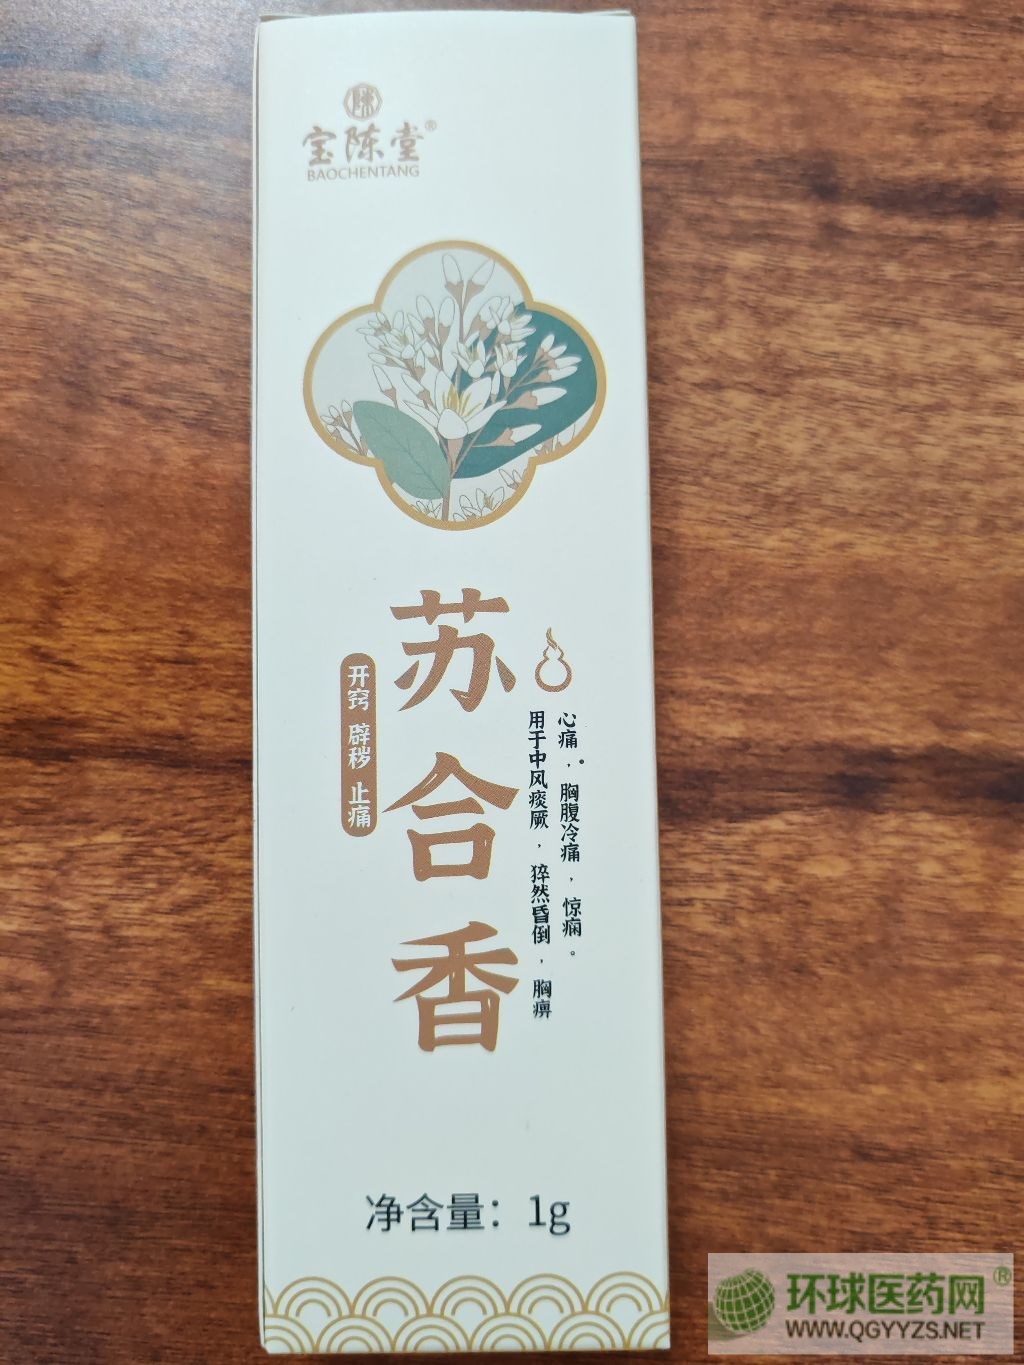 宝陈堂®
BAOCHENTANG
苏合香
开窍 辟秽 止痛
心痛，胸腹冷痛，惊痫。
用于中风痰厥，猝然昏倒，胸痹
净含量：1g
环球医药网®
WWW.QGYYZS.NET